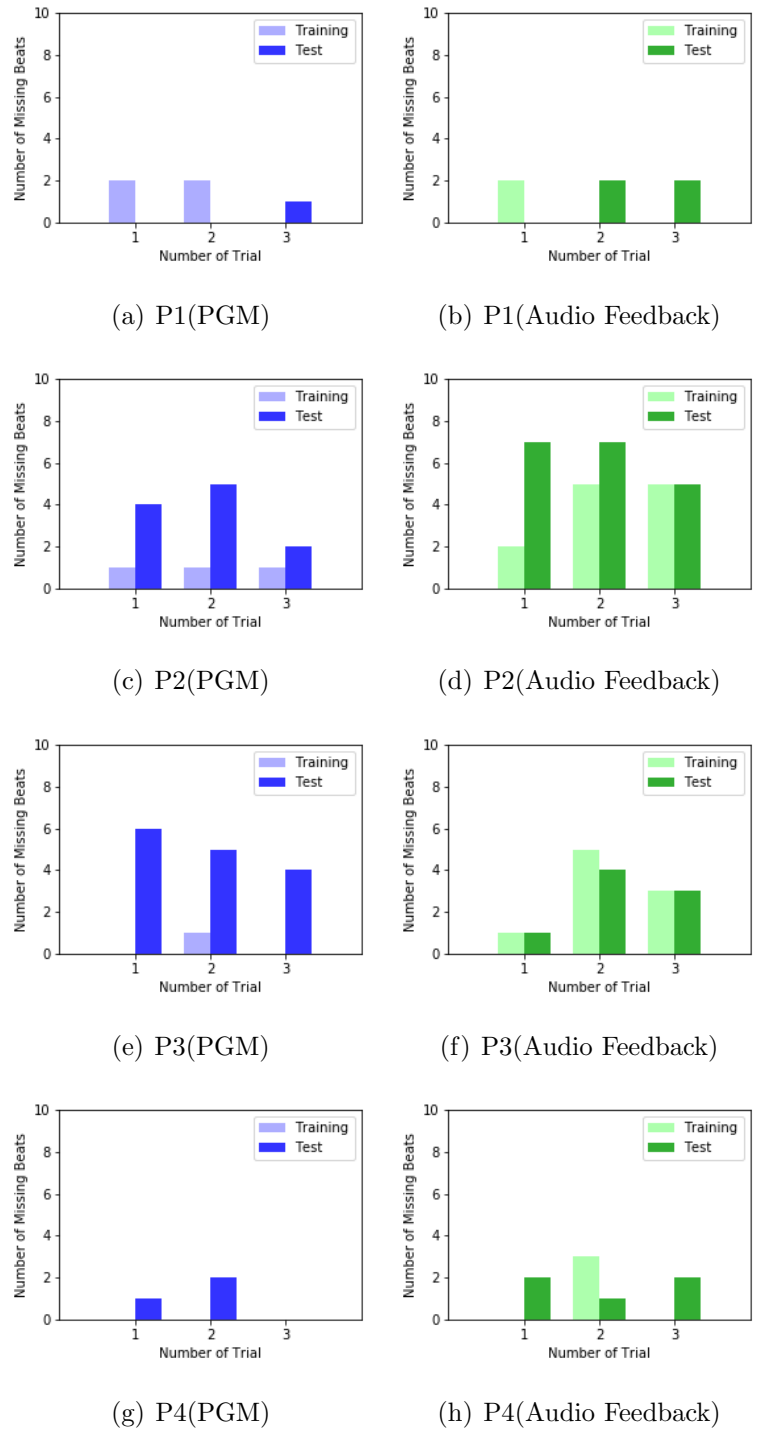 10
8
6
4
2
0
Number of Missing Beats
Training
Test
1 2 3
Number of Trial
(a) P1(PGM)
10
8
6
4
2
0
Number of Missing Beats
Training
Test
1 2 3
Number of Trial
(b) P1(Audio Feedback)
10
8
6
4
2
0
Number of Missing Beats
Training
Test
1 2 3
Number of Trial
(c) P2(PGM)
10
8
6
4
2
0
Number of Missing Beats
Training
Test
1 2 3
Number of Trial
(d) P2(Audio Feedback)
10
8
6
4
2
0
Number of Missing Beats
Training
Test
1 2 3
Number of Trial
(e) P3(PGM)
10
8
6
4
2
0
Number of Missing Beats
Training
Test
1 2 3
Number of Trial
(f) P3(Audio Feedback)
10
8
6
4
2
0
Number of Missing Beats
Training
Test
1 2 3
Number of Trial
(g) P4(PGM)
10
8
6
4
2
0
Number of Missing Beats
Training
Test
1 2 3
Number of Trial
(h) P4(Audio Feedback)